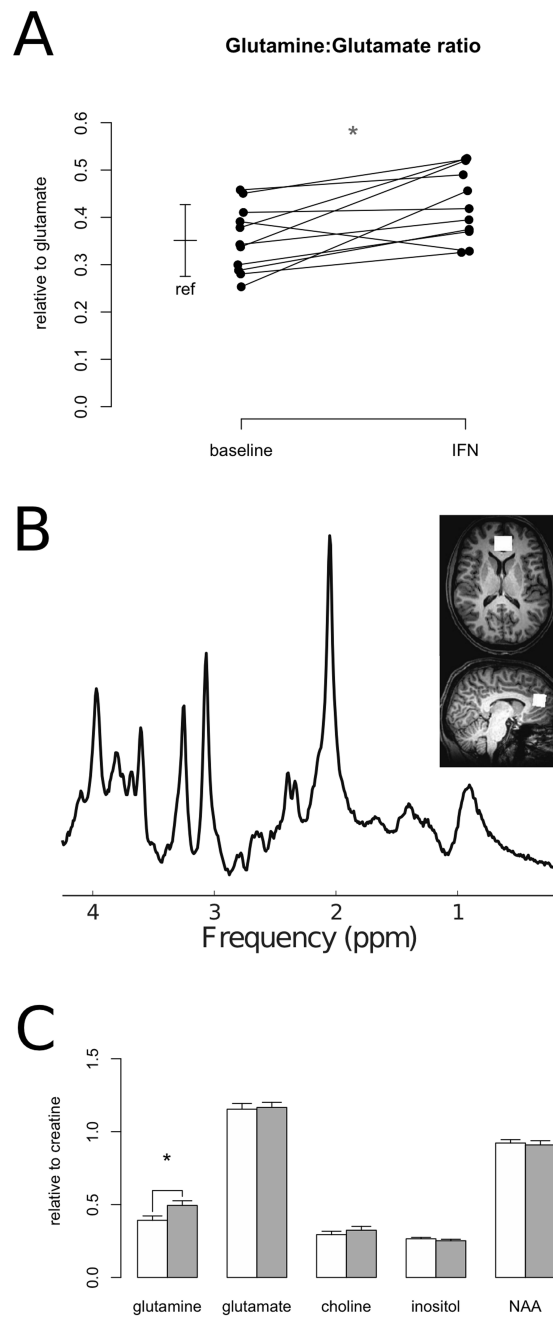 A
Glutamine:Glutamate ratio
*
relative to glutamate
0.6
0.5
0.4
0.3
0.2
0.1
0.0
ref
baseline IFN
B
4 3 2 1
Frequency (ppm)
C
relative to creatine
1.5
1.0
0.5
0.0
*
glutamine glutamate choline inositol NAA